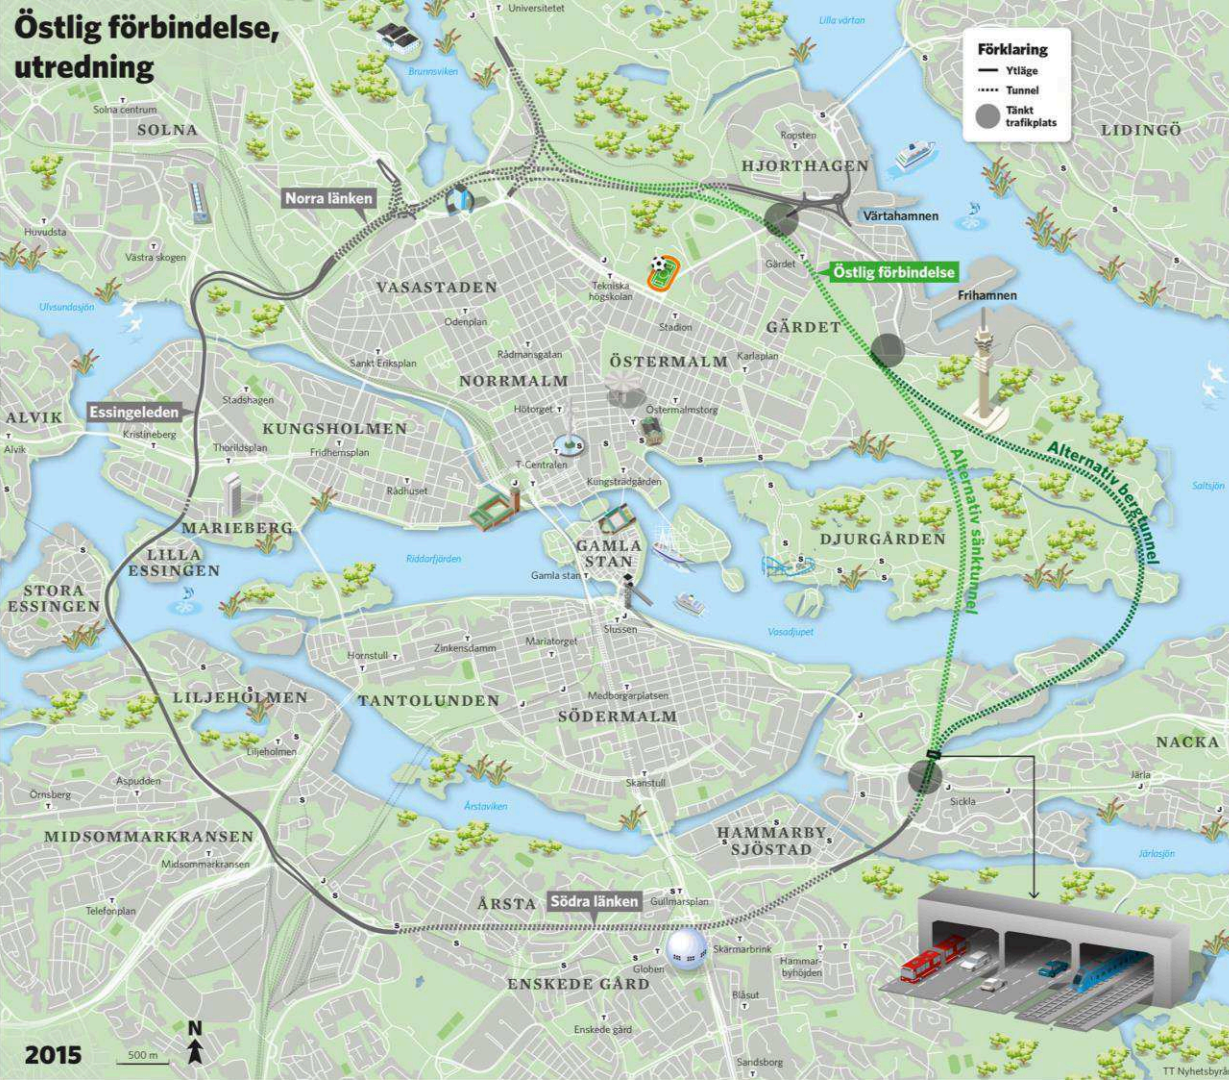 Östlig förbindelse,
utredning
Universitetet
Lilla värtan
Förklaring
Ytläge
Tunnel
Tänkt
trafikplats
Brunnsviken
Solna centrum
SOLNA
Ropsten
LIDINGÖ
HJORTHAGEN
Norra länken
Värtahamnen
Huvudsta
Västra skogen
Gärdet
Östlig förbindelse
Tekniska
högskolan
VASASTADEN
Frihamnen
Ulvsundasjön
Odenplan
Stadion
GÄRDET
Rådmansgatan
Karlaplan
Sankt Eriksplan
ÖSTERMALM
NORRMALM
Stadshagen
Hötorget
Östermalmstorg
Essingeleden
ALVIK
Kristineberg
KUNGSHOLMEN
Alvik
Thorildsplan
Fridhemsplan
T-Centralen
Alternativ bergtunnel
Alternativ sänktunnel
Kungsträdgården
Rådhuset
Saltsjön
MARIEBERG
DJURGÅRDEN
GAMLA
STAN
LILLA
ESSINGEN
Riddarfjärden
Gamla stan
STORA
ESSINGEN
Slussen
Vasadjupet
Mariatorget
Zinkensdamm
Hornstull
LILJEHOLMEN
TANTOLUNDEN
Medborgarplatsen
SÖDERMALM
NACKA
Liljeholmen
Aspudden
Skanstull
Järla
Örnsberg
Sickla
Årstaviken
MIDSOMMARKRANSEN
HAMMARBY
SJÖSTAD
Midsommarkransen
Järlasjön
ÅRSTA
Södra länken
Gullmarsplan
Telefonplan
Skärmarbrink
Globen
Hammar-
byhöjden
ENSKEDE GÅRD
Blåsut
Enskede gård
N
2015
500 m
Sandsborg
TT Nyhetsbyrå